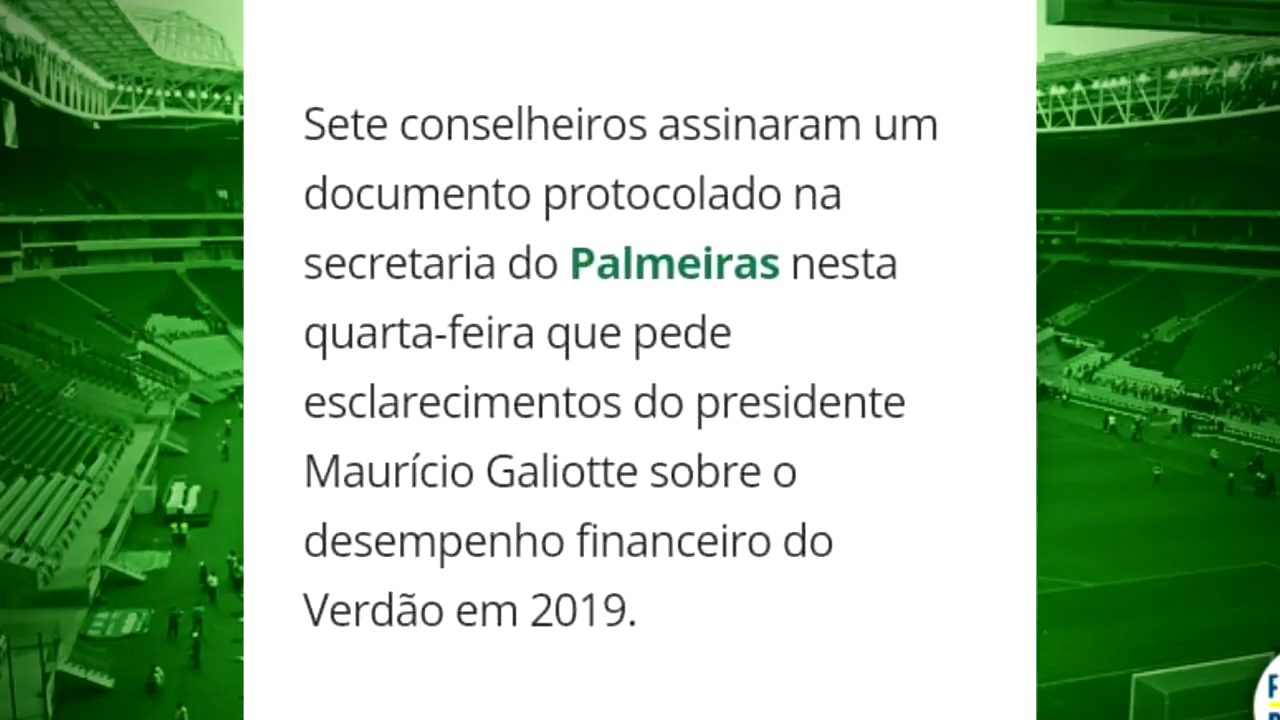 Sete conselheiros assinaram um
documento protocolado na
secretaria do Palmeiras nesta
quarta-feira que pede
esclarecimentos do presidente
Maurício Galiotte sobre o
desempenho financeiro do
Verdão em 2019.